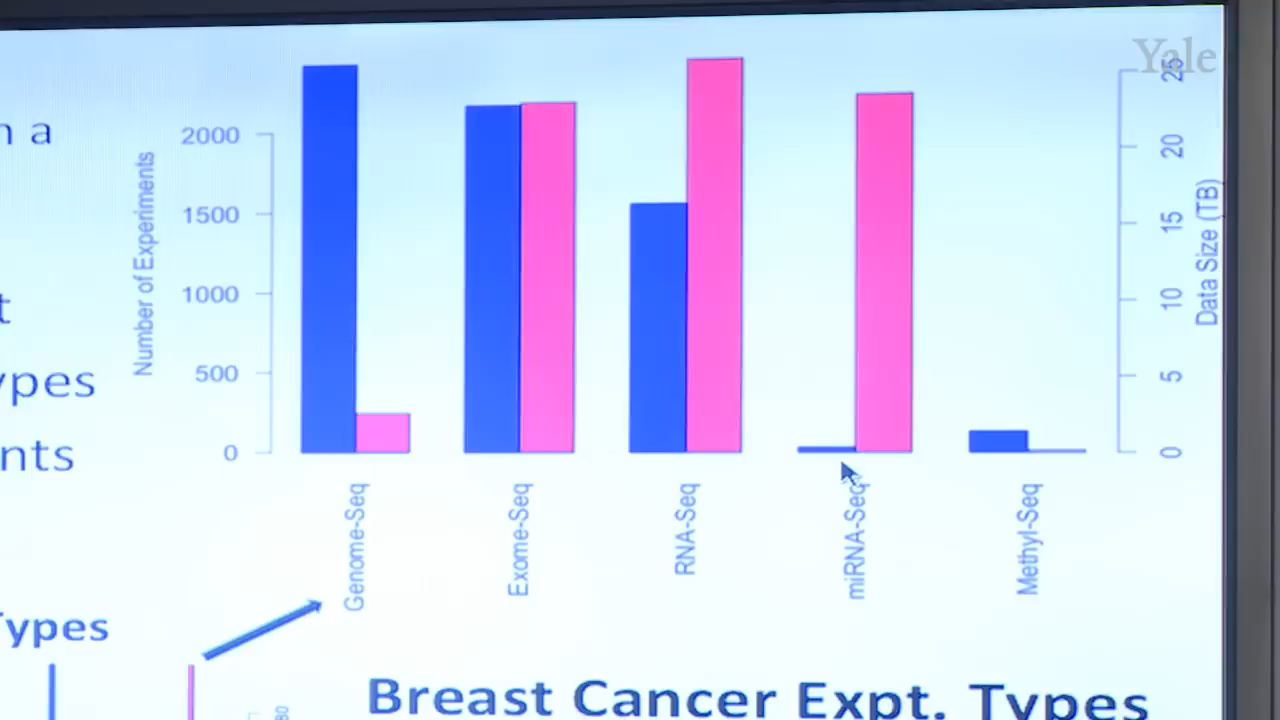 Yale
n a
t
ypes
nts
Types
Number of Experiments
2000
1500
1000
500
0
25
20
15
10
5
0
Data Size (TB)
Genome-Seq
Exome-Seq
RNA-Seq
miRNA-Seq
Methyl-Seq
80
Breast Cancer Expt. Types